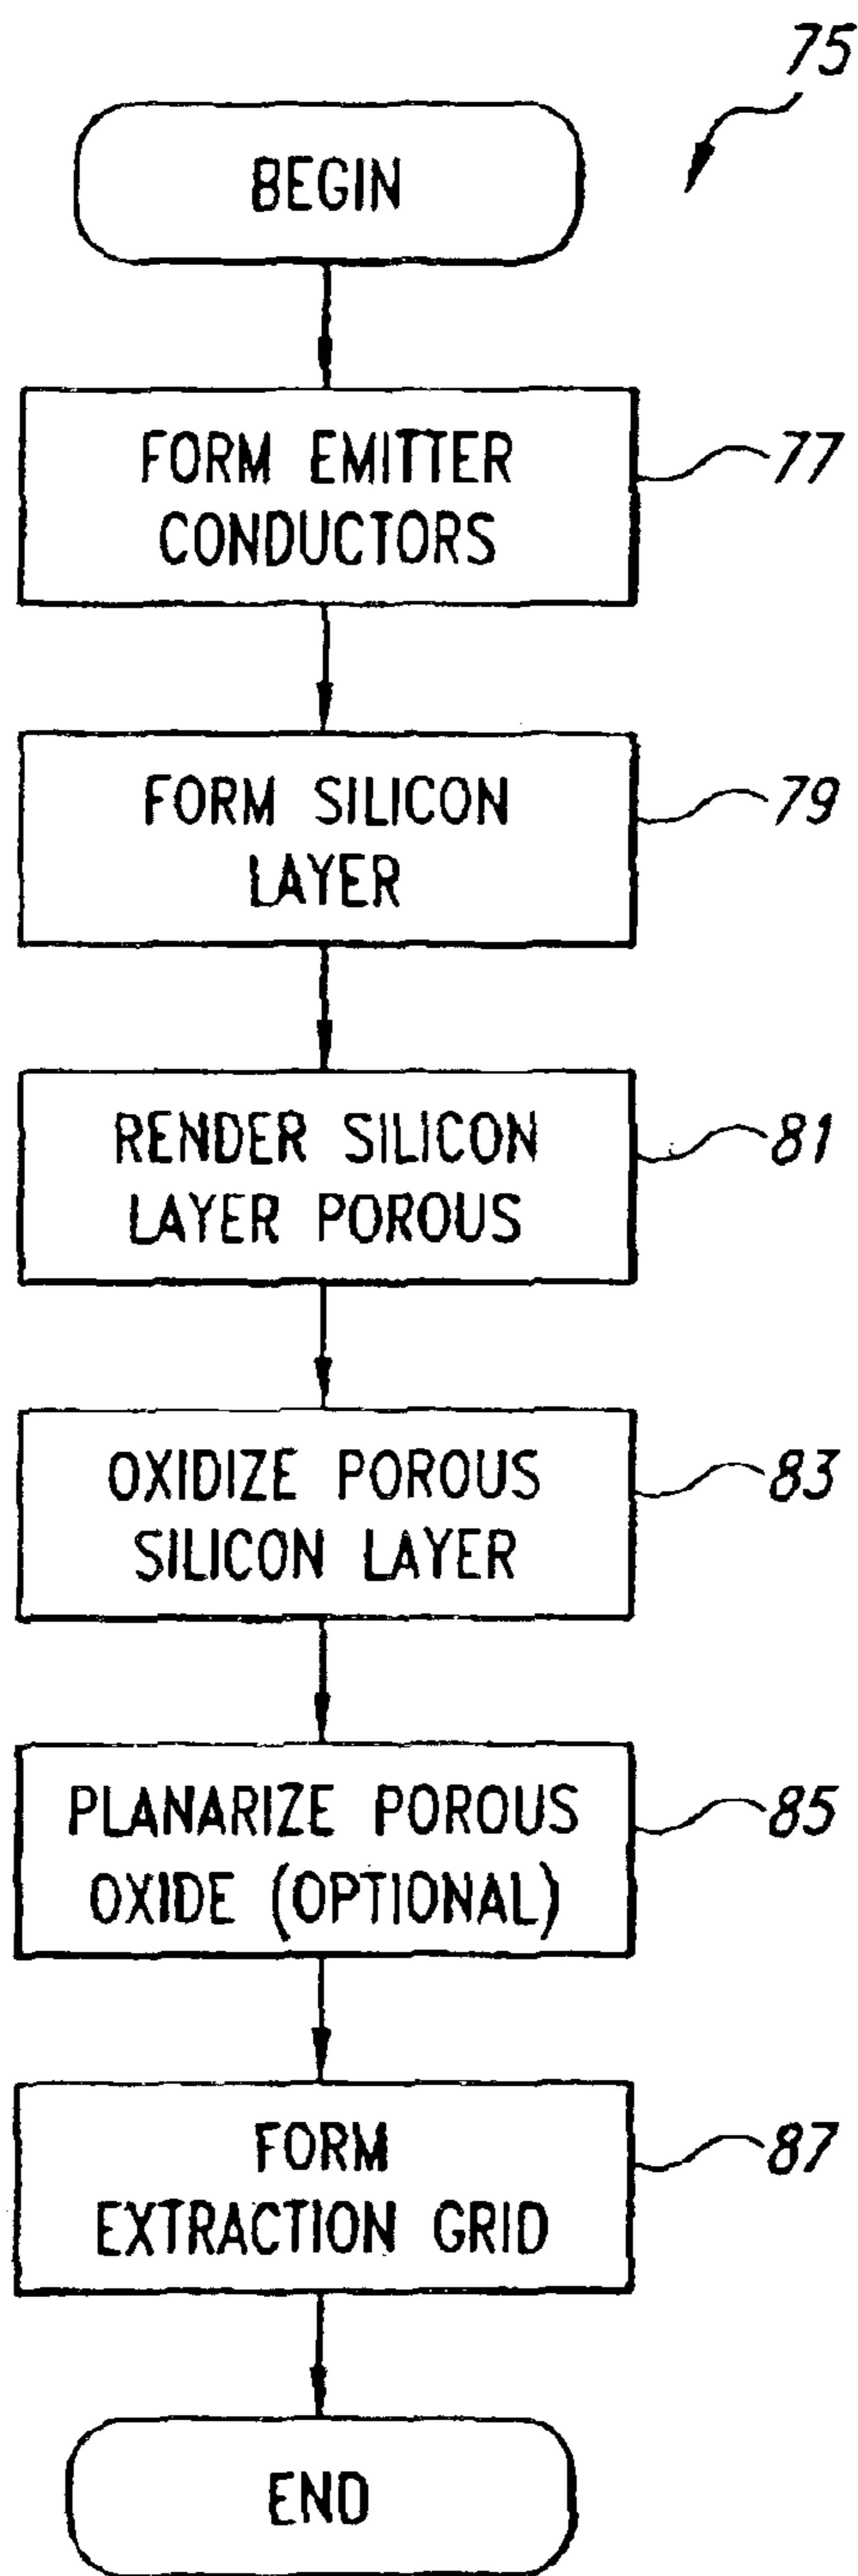 75
BEGIN
FORM EMITTER
CONDUCTORS
77
FORM SILICON
LAYER
79
RENDER SILICON
LAYER POROUS
81
OXIDIZE POROUS
SILICON LAYER
83
PLANARIZE POROUS
OXIDE (OPTIONAL)
85
FORM
EXTRACTION GRID
87
END